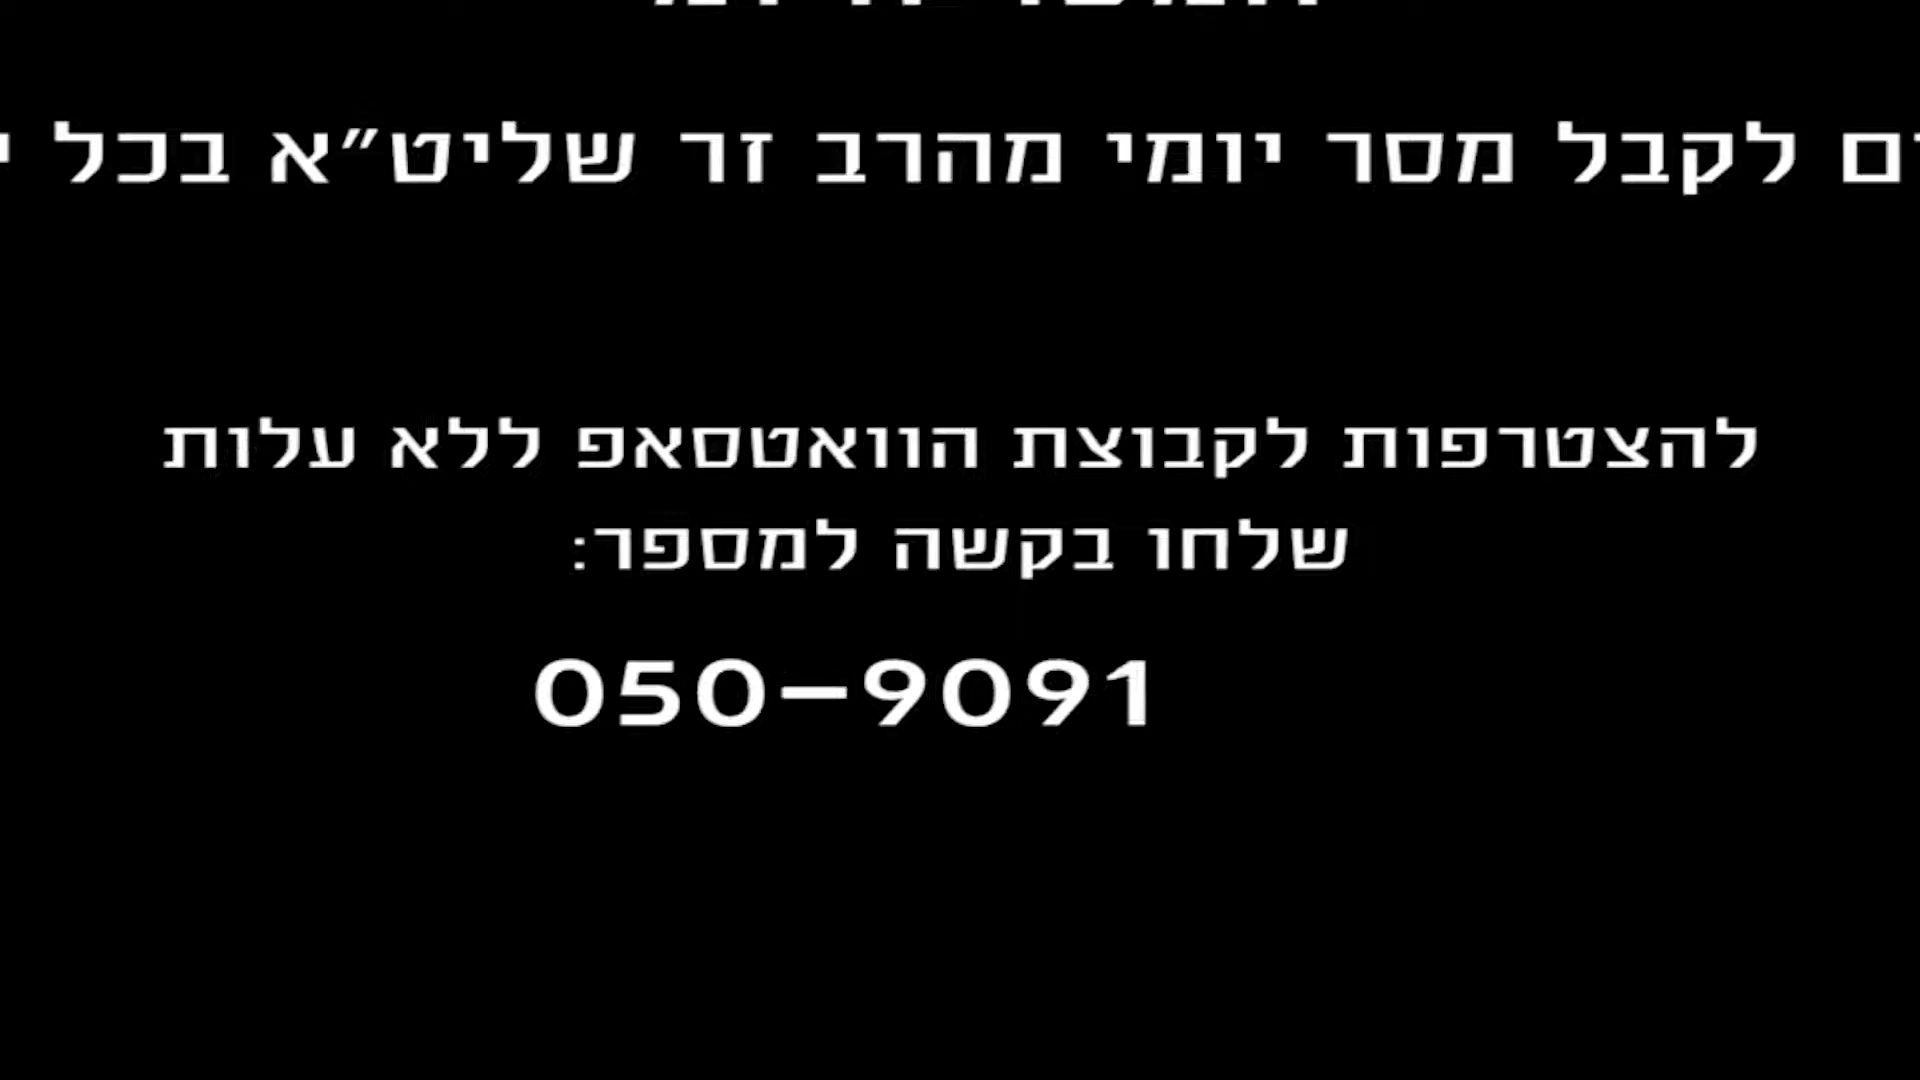 לקבל מסר יומי מהרב זר שליט״א בכל
להצטרפות לקבוצת הוואטסאפ ללא עלות
שלחו בקשה למספר:
050-9091